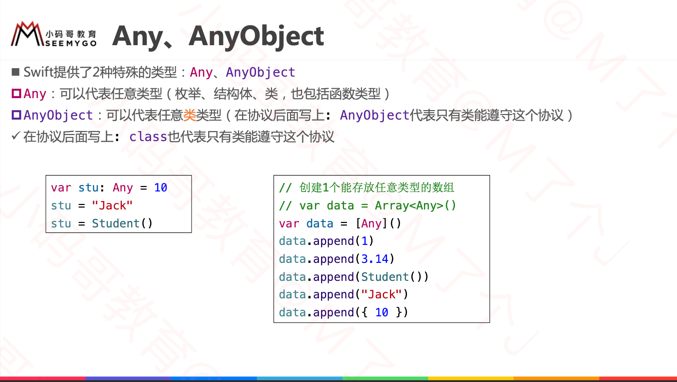 小码哥教育
SEEMYGO
Any、AnyObject
Swift提供了2种特殊的类型：Any、AnyObject
Any：可以代表任意类型（枚举、结构体、类，也包括函数类型）
AnyObject：可以代表任意类类型（在协议后面写上: AnyObject代表只有类能遵守这个协议）
✓在协议后面写上: class也代表只有类能遵守这个协议
var stu: Any = 10
stu = "Jack"
stu = Student()
// 创建1个能存放任意类型的数组
// var data = Array<Any>()
var data = [Any]()
data.append(1)
data.append(3.14)
data.append(Student())
data.append("Jack")
data.append({ 10 })